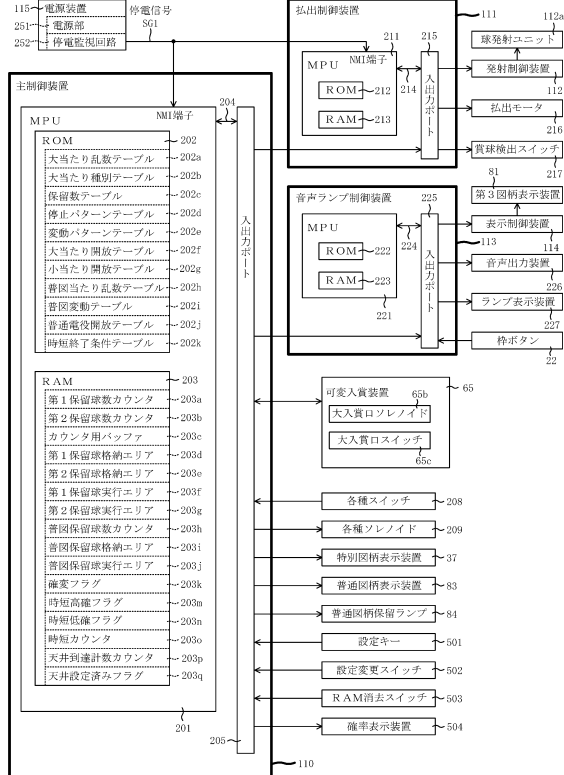 115
電源装置
251
電源部
252
停電監視回路
停電信号
SG1
主制御装置
MPU
NMI端子
204
ROM
202
大当たり乱数テーブル
202a
大当たり種別テーブル
202b
保留数テーブル
202c
停止パターンテーブル
202d
変動パターンテーブル
202e
大当たり開放テーブル
202f
小当たり開放テーブル
202g
普図当たり乱数テーブル
202h
普図変動テーブル
202i
普通電役開放テーブル
202j
時短終了条件テーブル
202k
RAM
203
第1保留球数カウンタ
203a
第2保留球数カウンタ
203b
カウンタ用バッファ
203c
第1保留球格納エリア
203d
第2保留球格納エリア
203e
第1保留球実行エリア
203f
第2保留球実行エリア
203g
普図保留球数カウンタ
203h
普図保留球格納エリア
203i
普図保留球実行エリア
203j
確変フラグ
203k
時短高確フラグ
203m
時短低確フラグ
203n
時短カウンタ
203o
天井到達計数カウンタ
203p
天井設定済みフラグ
203q
201
205
入出力ポート
110
払出制御装置
111
211
215
NMI端子
MPU
ROM
212
RAM
213
214
入出力ポート
112a
球発射ユニット
発射制御装置
112
払出モータ
216
賞球検出スイッチ
217
音声ランプ制御装置
225
MPU
ROM
222
RAM
223
224
221
入出力ポート
113
81
第3図柄表示装置
表示制御装置
114
音声出力装置
226
ランプ表示装置
227
枠ボタン
22
可変入賞装置
65
65b
大入賞口ソレノイド
大入賞口スイッチ
65c
各種スイッチ
208
各種ソレノイド
209
特別図柄表示装置
37
普通図柄表示装置
83
普通図柄保留ランプ
84
設定キー
501
設定変更スイッチ
502
RAM消去スイッチ
503
確率表示装置
504